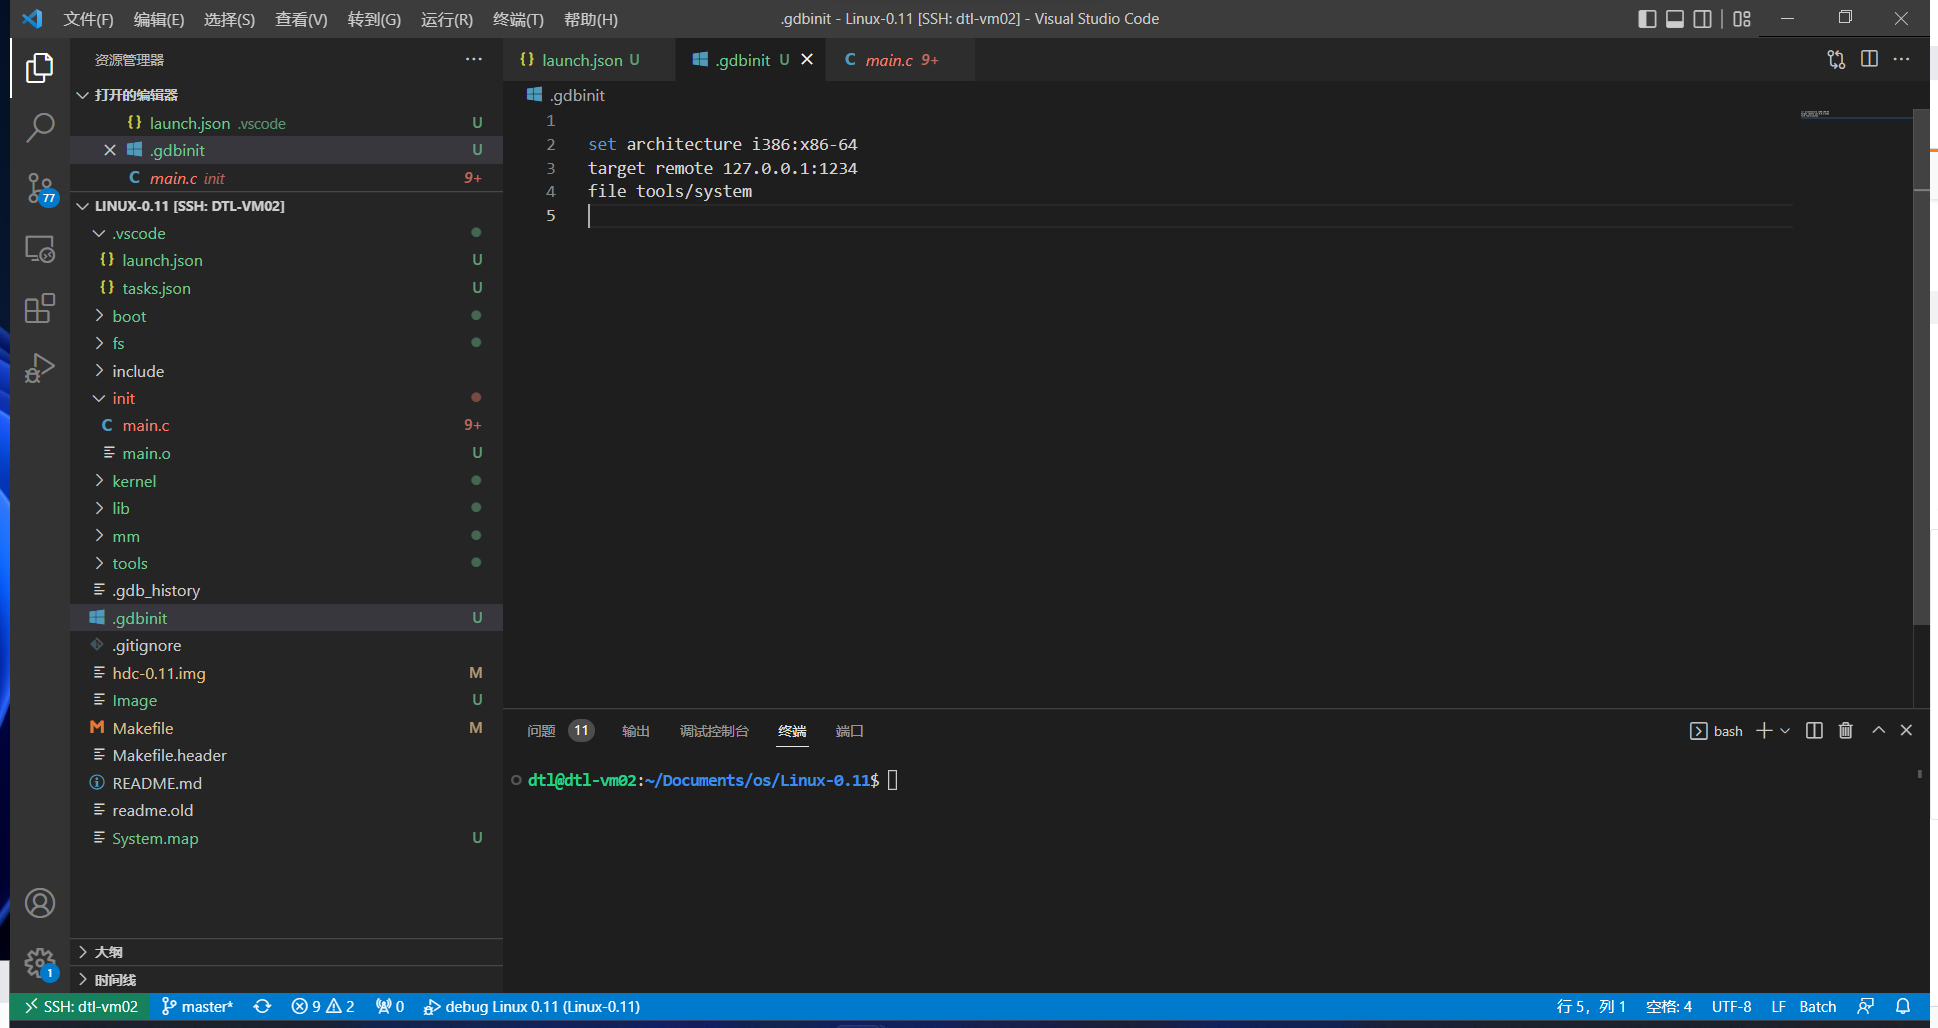 文件(F) 编辑(E) 选择(S) 查看(V) 转到(G) 运行(R) 终端(T) 帮助(H) .gdbinit - Linux-0.11 [SSH: dtl-vm02] - Visual Studio Code
资源管理器
打开的编辑器
{} launch.json .vscode U
.gdbinit U
C main.c init 9+
LINUX-0.11 [SSH: DTL-VM02]
.vscode
{} launch.json U
{} tasks.json U
boot
fs
include
init
C main.c 9+
main.o U
kernel
lib
mm
tools
.gdb_history
.gdbinit U
.gitignore
hdc-0.11.img M
Image U
Makefile M
Makefile.header
README.md
readme.old
System.map U
大纲
时间线
77
1
{} launch.json U .gdbinit U C main.c 9+
.gdbinit
1
2 set architecture i386:x86-64
3 target remote 127.0.0.1:1234
4 file tools/system
5
问题 11 输出 调试控制台 终端 端口 bash
dtl@dtl-vm02:~/Documents/os/Linux-0.11$
SSH: dtl-vm02 master* 9 2 0 debug Linux 0.11 (Linux-0.11) 行 5，列 1 空格: 4 UTF-8 LF Batch